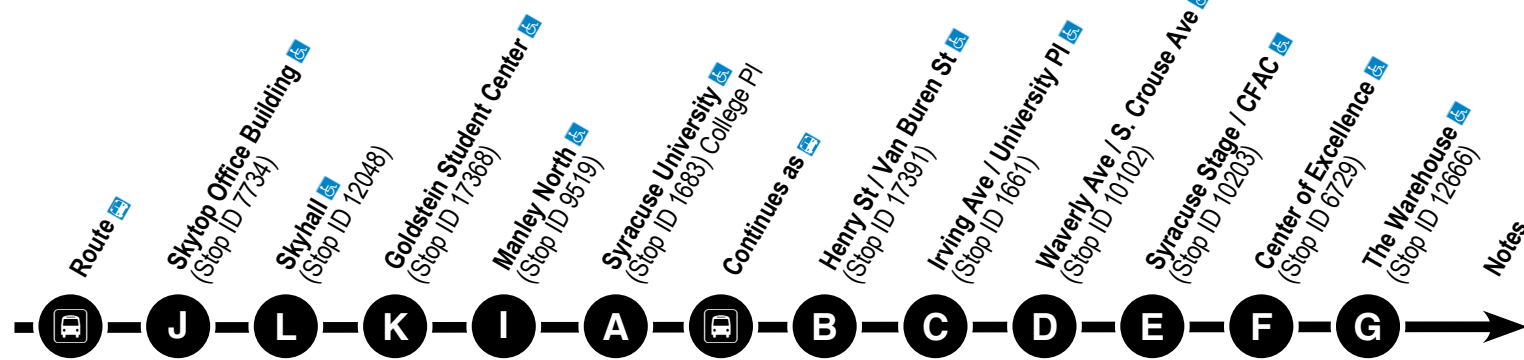 Route
Skytop Office Building
(Stop ID 7734)
Skyhall
(Stop ID 12048)
Goldstein Student Center
(Stop ID 17368)
Manley North
(Stop ID 9519)
Syracuse University
(Stop ID 1683) College Pl
Continues as
Henry St / Van Buren St
(Stop ID 17391)
Irving Ave / University Pl
(Stop ID 1661)
Waverly Ave / S. Crouse Ave
(Stop ID 10102)
Syracuse Stage / CFAC
(Stop ID 10203)
Center of Excellence
(Stop ID 6729)
The Warehouse
(Stop ID 12666)
Notes
J L K I A B C D E F G